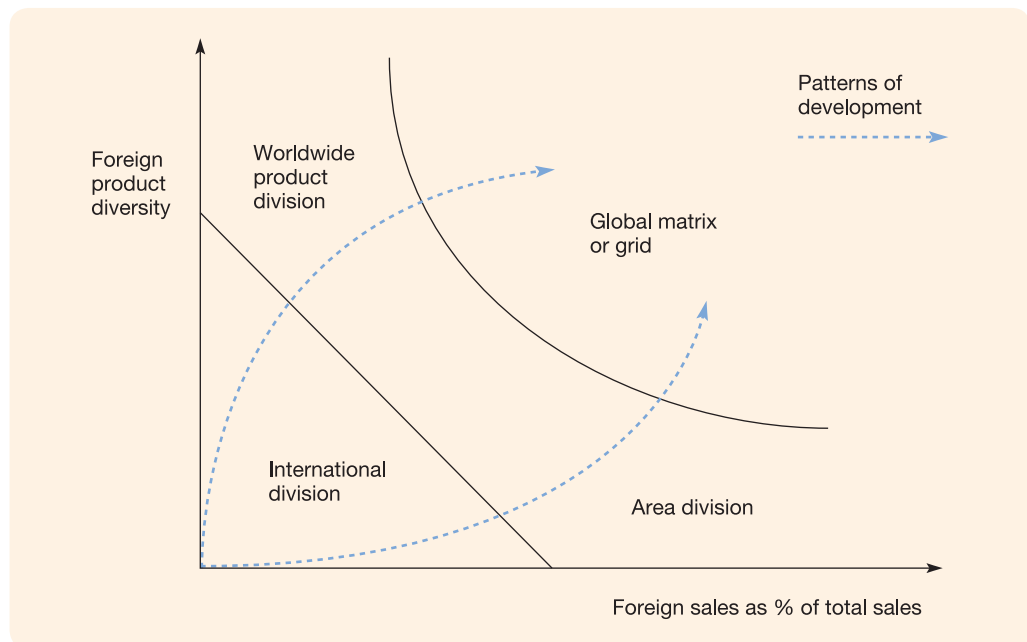 Patterns of
development
Foreign
product
diversity
Worldwide
product
division
Global matrix
or grid
International
division
Area division
Foreign sales as % of total sales